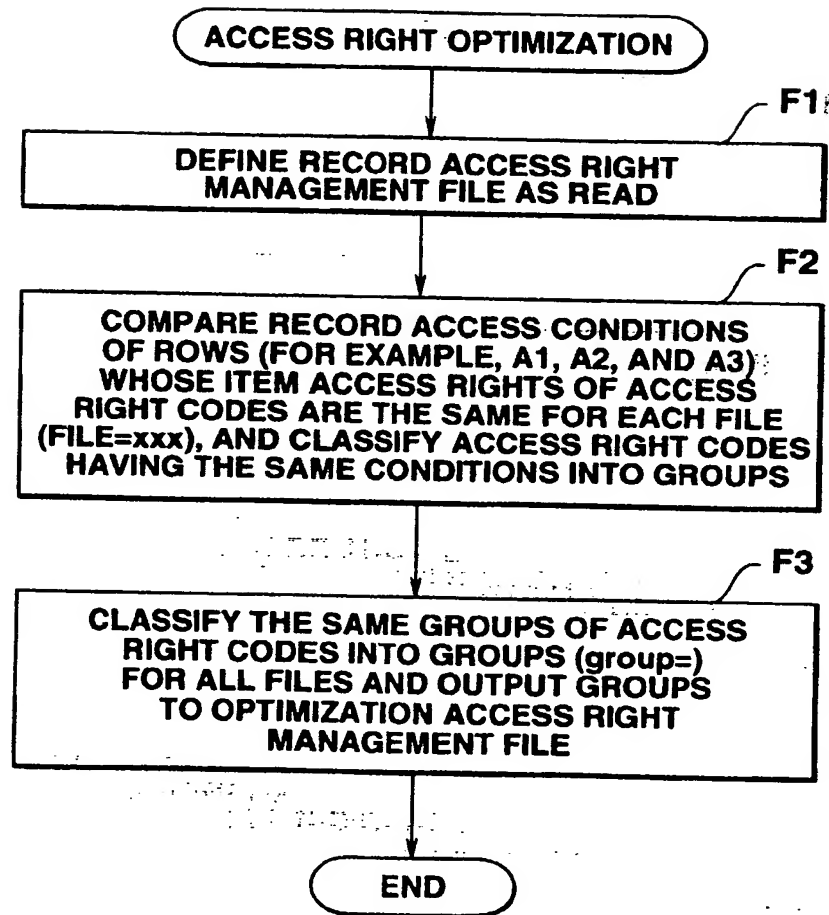 ACCESS RIGHT OPTIMIZATION
F1
DEFINE RECORD ACCESS RIGHT
MANAGEMENT FILE AS READ
F2
COMPARE RECORD ACCESS CONDITIONS
OF ROWS (FOR EXAMPLE, A1, A2, AND A3)
WHOSE ITEM ACCESS RIGHTS OF ACCESS
RIGHT CODES ARE THE SAME FOR EACH FILE
(FILE=xxx), AND CLASSIFY ACCESS RIGHT CODES
HAVING THE SAME CONDITIONS INTO GROUPS
F3
CLASSIFY THE SAME GROUPS OF ACCESS
RIGHT CODES INTO GROUPS (group=)
FOR ALL FILES AND OUTPUT GROUPS
TO OPTIMIZATION ACCESS RIGHT
MANAGEMENT FILE
END